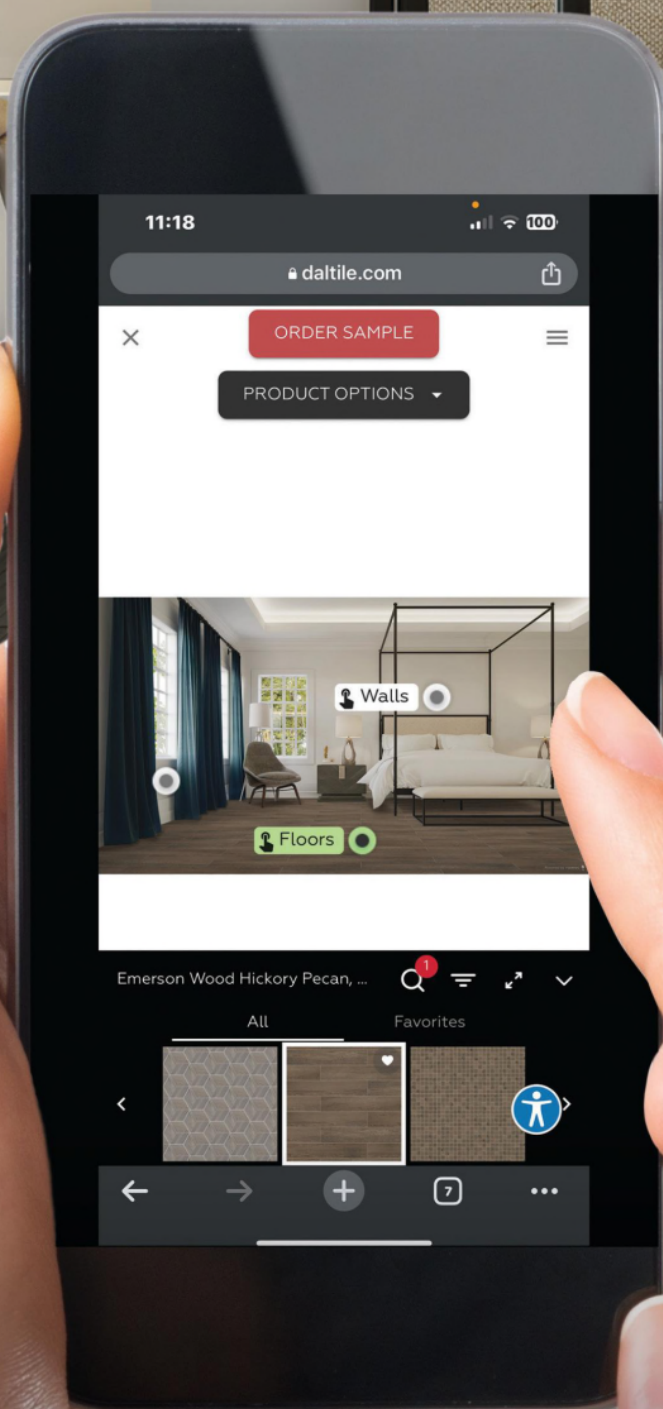 11:18
100
daltile.com
ORDER SAMPLE
PRODUCT OPTIONS
Walls
Floors
Emerson Wood Hickory Pecan, ...
1
All
Favorites
7